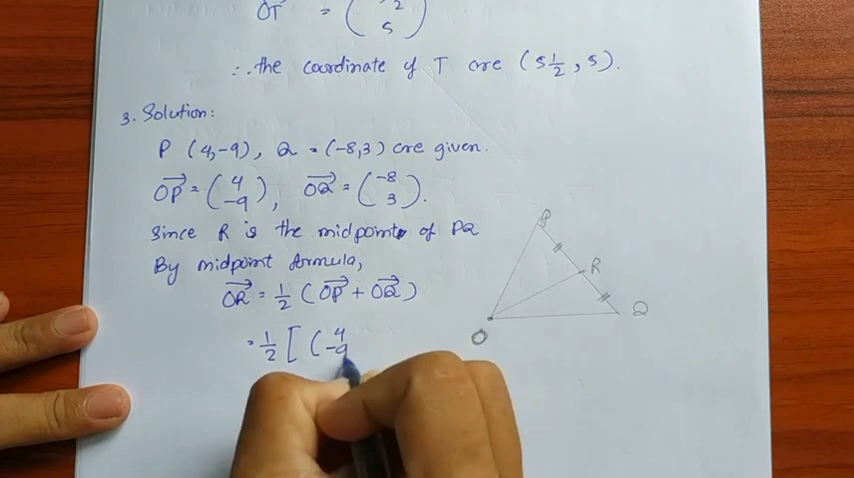 OT = ( 2 5 )
∴ the coordinate of T are (5 1/2, 5).
3. Solution:
P (4,-9), Q = (-8,3) are given.
OP = (4 -9), OQ = (-8 3).
Since R is the midpoint of PQ
By midpoint formula,
OR = 1/2 (OP + OQ)
= 1/2 [ (4 -9
P
R
Q
O